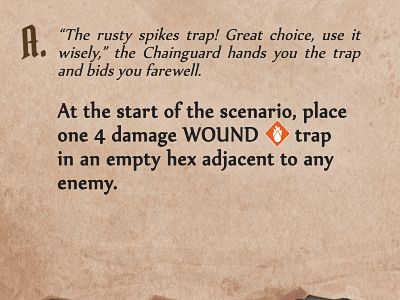 A. “The rusty spikes trap! Great choice, use it
wisely,” the Chainguard hands you the trap
and bids you farewell.
At the start of the scenario, place
one 4 damage WOUND trap
in an empty hex adjacent to any
enemy.